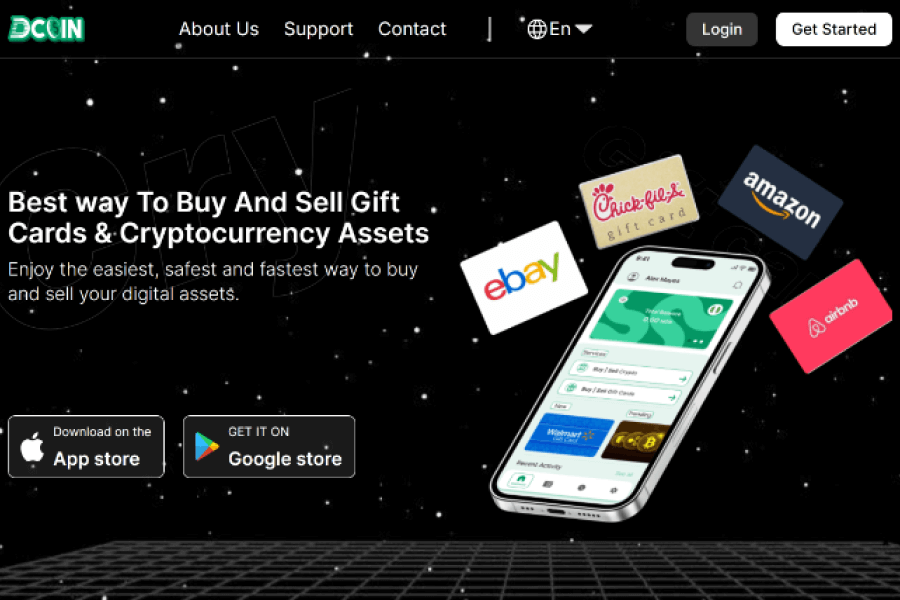 DCOIN
About Us Support Contact | En
Login
Get Started
Cry
Best way To Buy And Sell Gift
Cards & Cryptocurrency Assets
Enjoy the easiest, safest and fastest way to buy
and sell your digital assets.
Download on the
App store
GET IT ON
Google store
ebay
Chick-fil-A
gift card
amazon
airbnb
9:41
Alex Mayes
Services
Buy | Sell Crypto
Buy | Sell Gift Cards
New
Trending
Walmart
Gift Card
Recent Activity